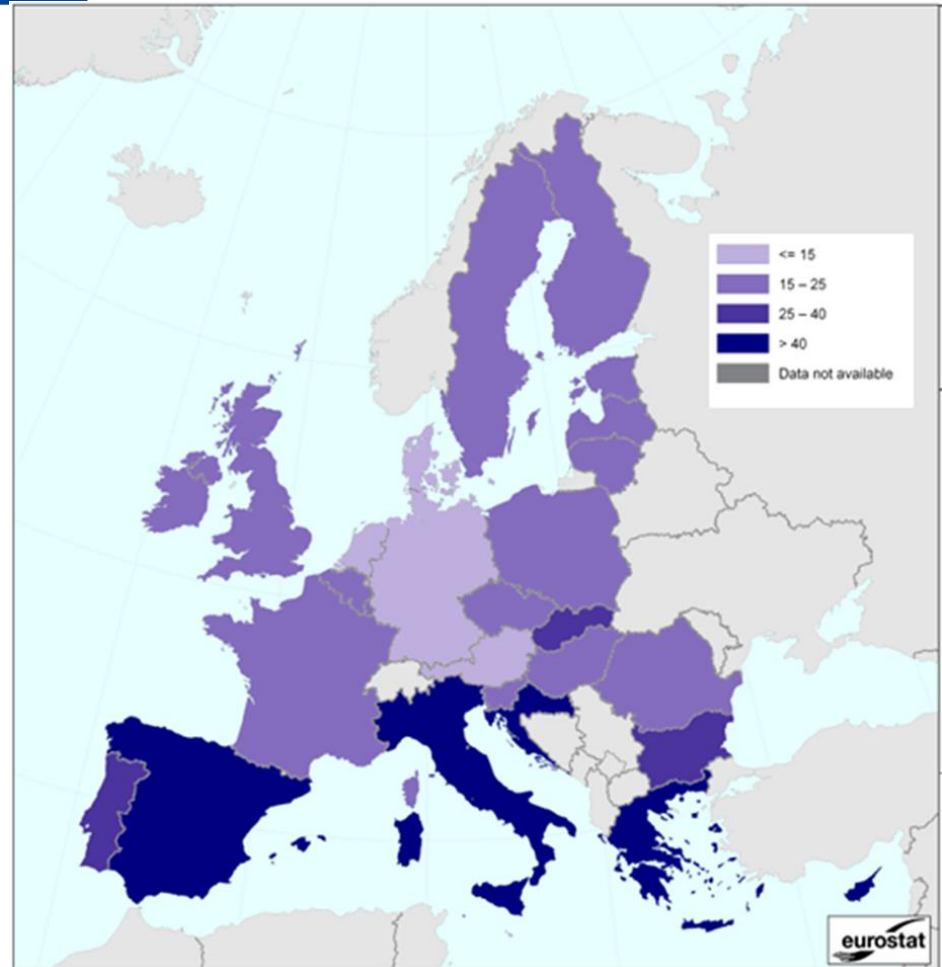 <= 15
15 – 25
25 – 40
> 40
Data not available
eurostat